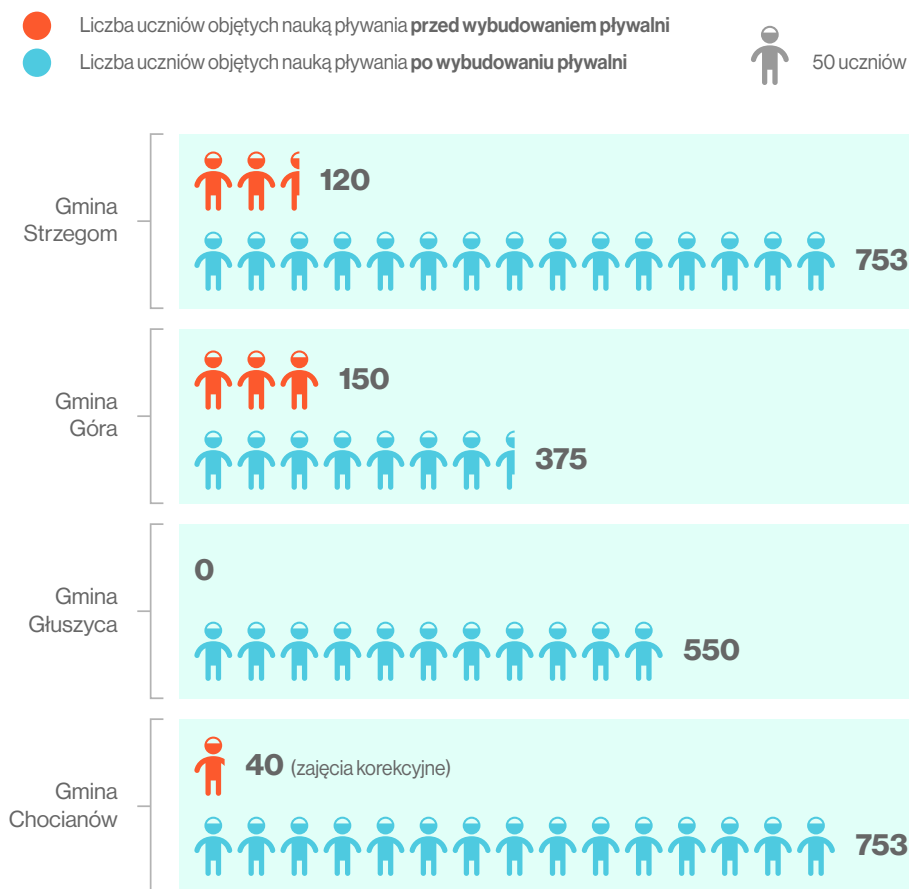 Liczba uczniów objętych nauką pływania przed wybudowaniem pływalni
Liczba uczniów objętych nauką pływania po wybudowaniu pływalni
50 uczniów
Gmina
Strzegom
120
753
Gmina
Góra
150
375
Gmina
Głuszyca
0
550
Gmina
Chocianów
40 (zajęcia korekcyjne)
753